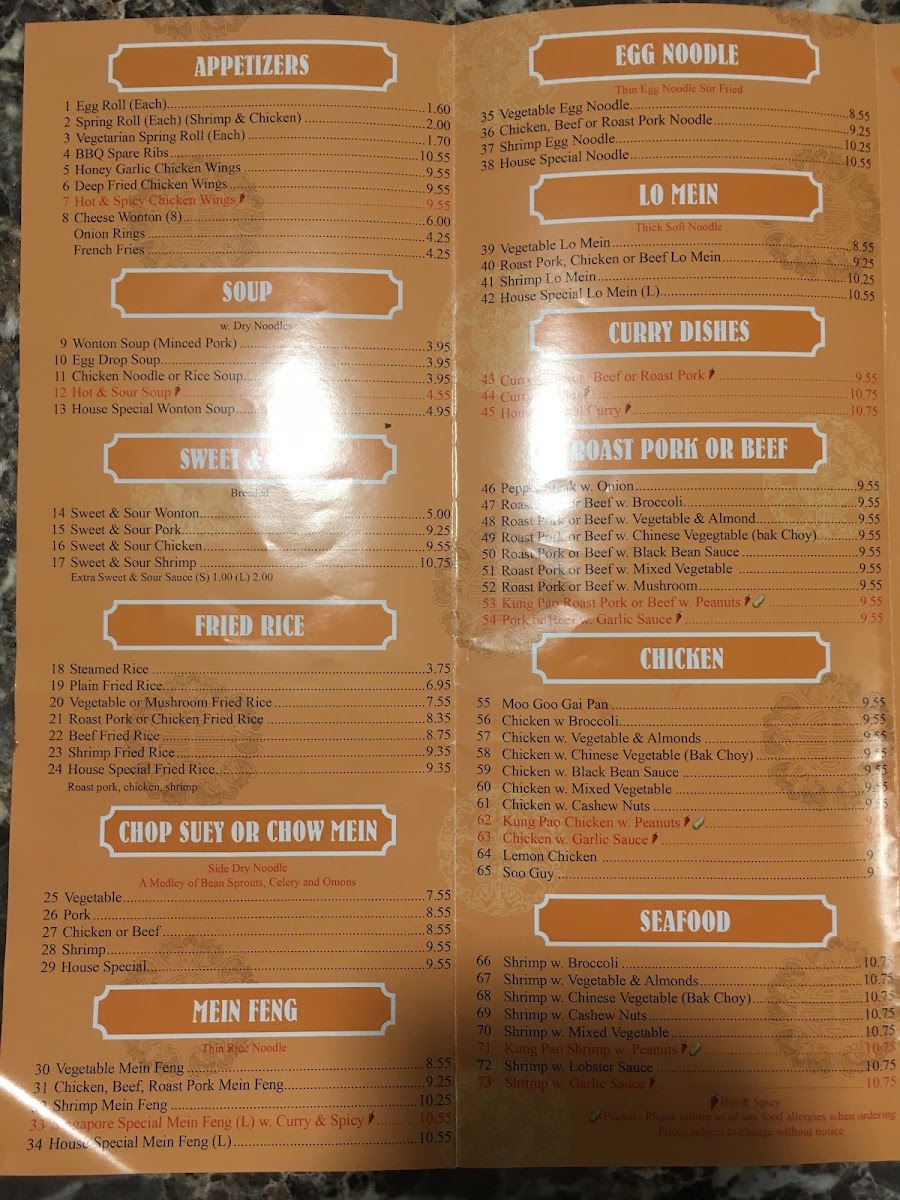 APPETIZERS
1 Egg Roll (Each) 1.60
2 Spring Roll (Each) (Shrimp & Chicken) 2.00
3 Vegetarian Spring Roll (Each) 1.70
4 BBQ Spare Ribs 10.55
5 Honey Garlic Chicken Wings 9.55
6 Deep Fried Chicken Wings 9.55
7 Hot & Spicy Chicken Wings 9.55
8 Cheese Wonton (8) 6.00
Onion Rings 4.25
French Fries 4.25
SOUP
w. Dry Noodles
9 Wonton Soup (Minced Pork) 3.95
10 Egg Drop Soup 3.95
11 Chicken Noodle or Rice Soup 3.95
12 Hot & Sour Soup 4.55
13 House Special Wonton Soup 4.95
SWEET &
Breaded
14 Sweet & Sour Wonton 5.00
15 Sweet & Sour Pork 9.25
16 Sweet & Sour Chicken 9.55
17 Sweet & Sour Shrimp 10.75
Extra Sweet & Sour Sauce (S) 1.00 (L) 2.00
FRIED RICE
18 Steamed Rice 3.75
19 Plain Fried Rice 6.95
20 Vegetable or Mushroom Fried Rice 7.55
21 Roast Pork or Chicken Fried Rice 8.35
22 Beef Fried Rice 8.75
23 Shrimp Fried Rice 9.35
24 House Special Fried Rice 9.35
Roast pork, chicken, shrimp
CHOP SUEY OR CHOW MEIN
Side Dry Noodle
A Medley of Bean Sprouts, Celery and Onions
25 Vegetable 7.55
26 Pork 8.55
27 Chicken or Beef 8.55
28 Shrimp 9.55
29 House Special 9.55
MEIN FENG
Thin Rice Noodle
30 Vegetable Mein Feng 8.55
31 Chicken, Beef, Roast Pork Mein Feng 9.25
Shrimp Mein Feng 10.25
33 Singapore Special Mein Feng (L) w. Curry & Spicy 10.55
34 House Special Mein Feng (L) 10.55
EGG NOODLE
Thin Egg Noodle Stir Fried
35 Vegetable Egg Noodle 8.55
36 Chicken, Beef or Roast Pork Noodle 9.25
37 Shrimp Egg Noodle 10.25
38 House Special Noodle 10.55
LO MEIN
Thick Soft Noodle
39 Vegetable Lo Mein 8.55
40 Roast Pork, Chicken or Beef Lo Mein 9.25
41 Shrimp Lo Mein 10.25
42 House Special Lo Mein (L) 10.55
CURRY DISHES
43 Curry Beef or Roast Pork 9.55
44 Curry 10.75
45 Curry 10.75
ROAST PORK OR BEEF
46 Pepper Steak w. Onion 9.55
47 Roast Pork or Beef w. Broccoli 9.55
48 Roast Pork or Beef w. Vegetable & Almond 9.55
49 Roast Pork or Beef w. Chinese Vegegtable (bak Choy) 9.55
50 Roast Pork or Beef w. Black Bean Sauce 9.55
51 Roast Pork or Beef w. Mixed Vegetable 9.55
52 Roast Pork or Beef w. Mushroom 9.55
53 Kung Pao Roast Pork or Beef w. Peanuts 9.55
54 Pork or Beef w. Garlic Sauce 9.55
CHICKEN
55 Moo Goo Gai Pan 9.55
56 Chicken w Broccoli 9.55
57 Chicken w. Vegetable & Almonds 9.55
58 Chicken w. Chinese Vegetable (Bak Choy) 9.55
59 Chicken w. Black Bean Sauce 9.55
60 Chicken w. Mixed Vegetable 9.55
61 Chicken w. Cashew Nuts 9.55
62 Kung Pao Chicken w. Peanuts
63 Chicken w. Garlic Sauce
64 Lemon Chicken
65 Soo Guy
SEAFOOD
66 Shrimp w. Broccoli 10.75
67 Shrimp w. Vegetable & Almonds 10.75
68 Shrimp w. Chinese Vegetable (Bak Choy) 10.75
69 Shrimp w. Cashew Nuts 10.75
70 Shrimp w. Mixed Vegetable 10.75
71 Kung Pao Shrimp w. Peanuts 10.75
72 Shrimp w. Lobster Sauce 10.75
73 Shrimp w. Garlic Sauce 10.75
Hot & Spicy
Peanut - Please inform us of any food allergies when ordering
Prices subject to change without notice